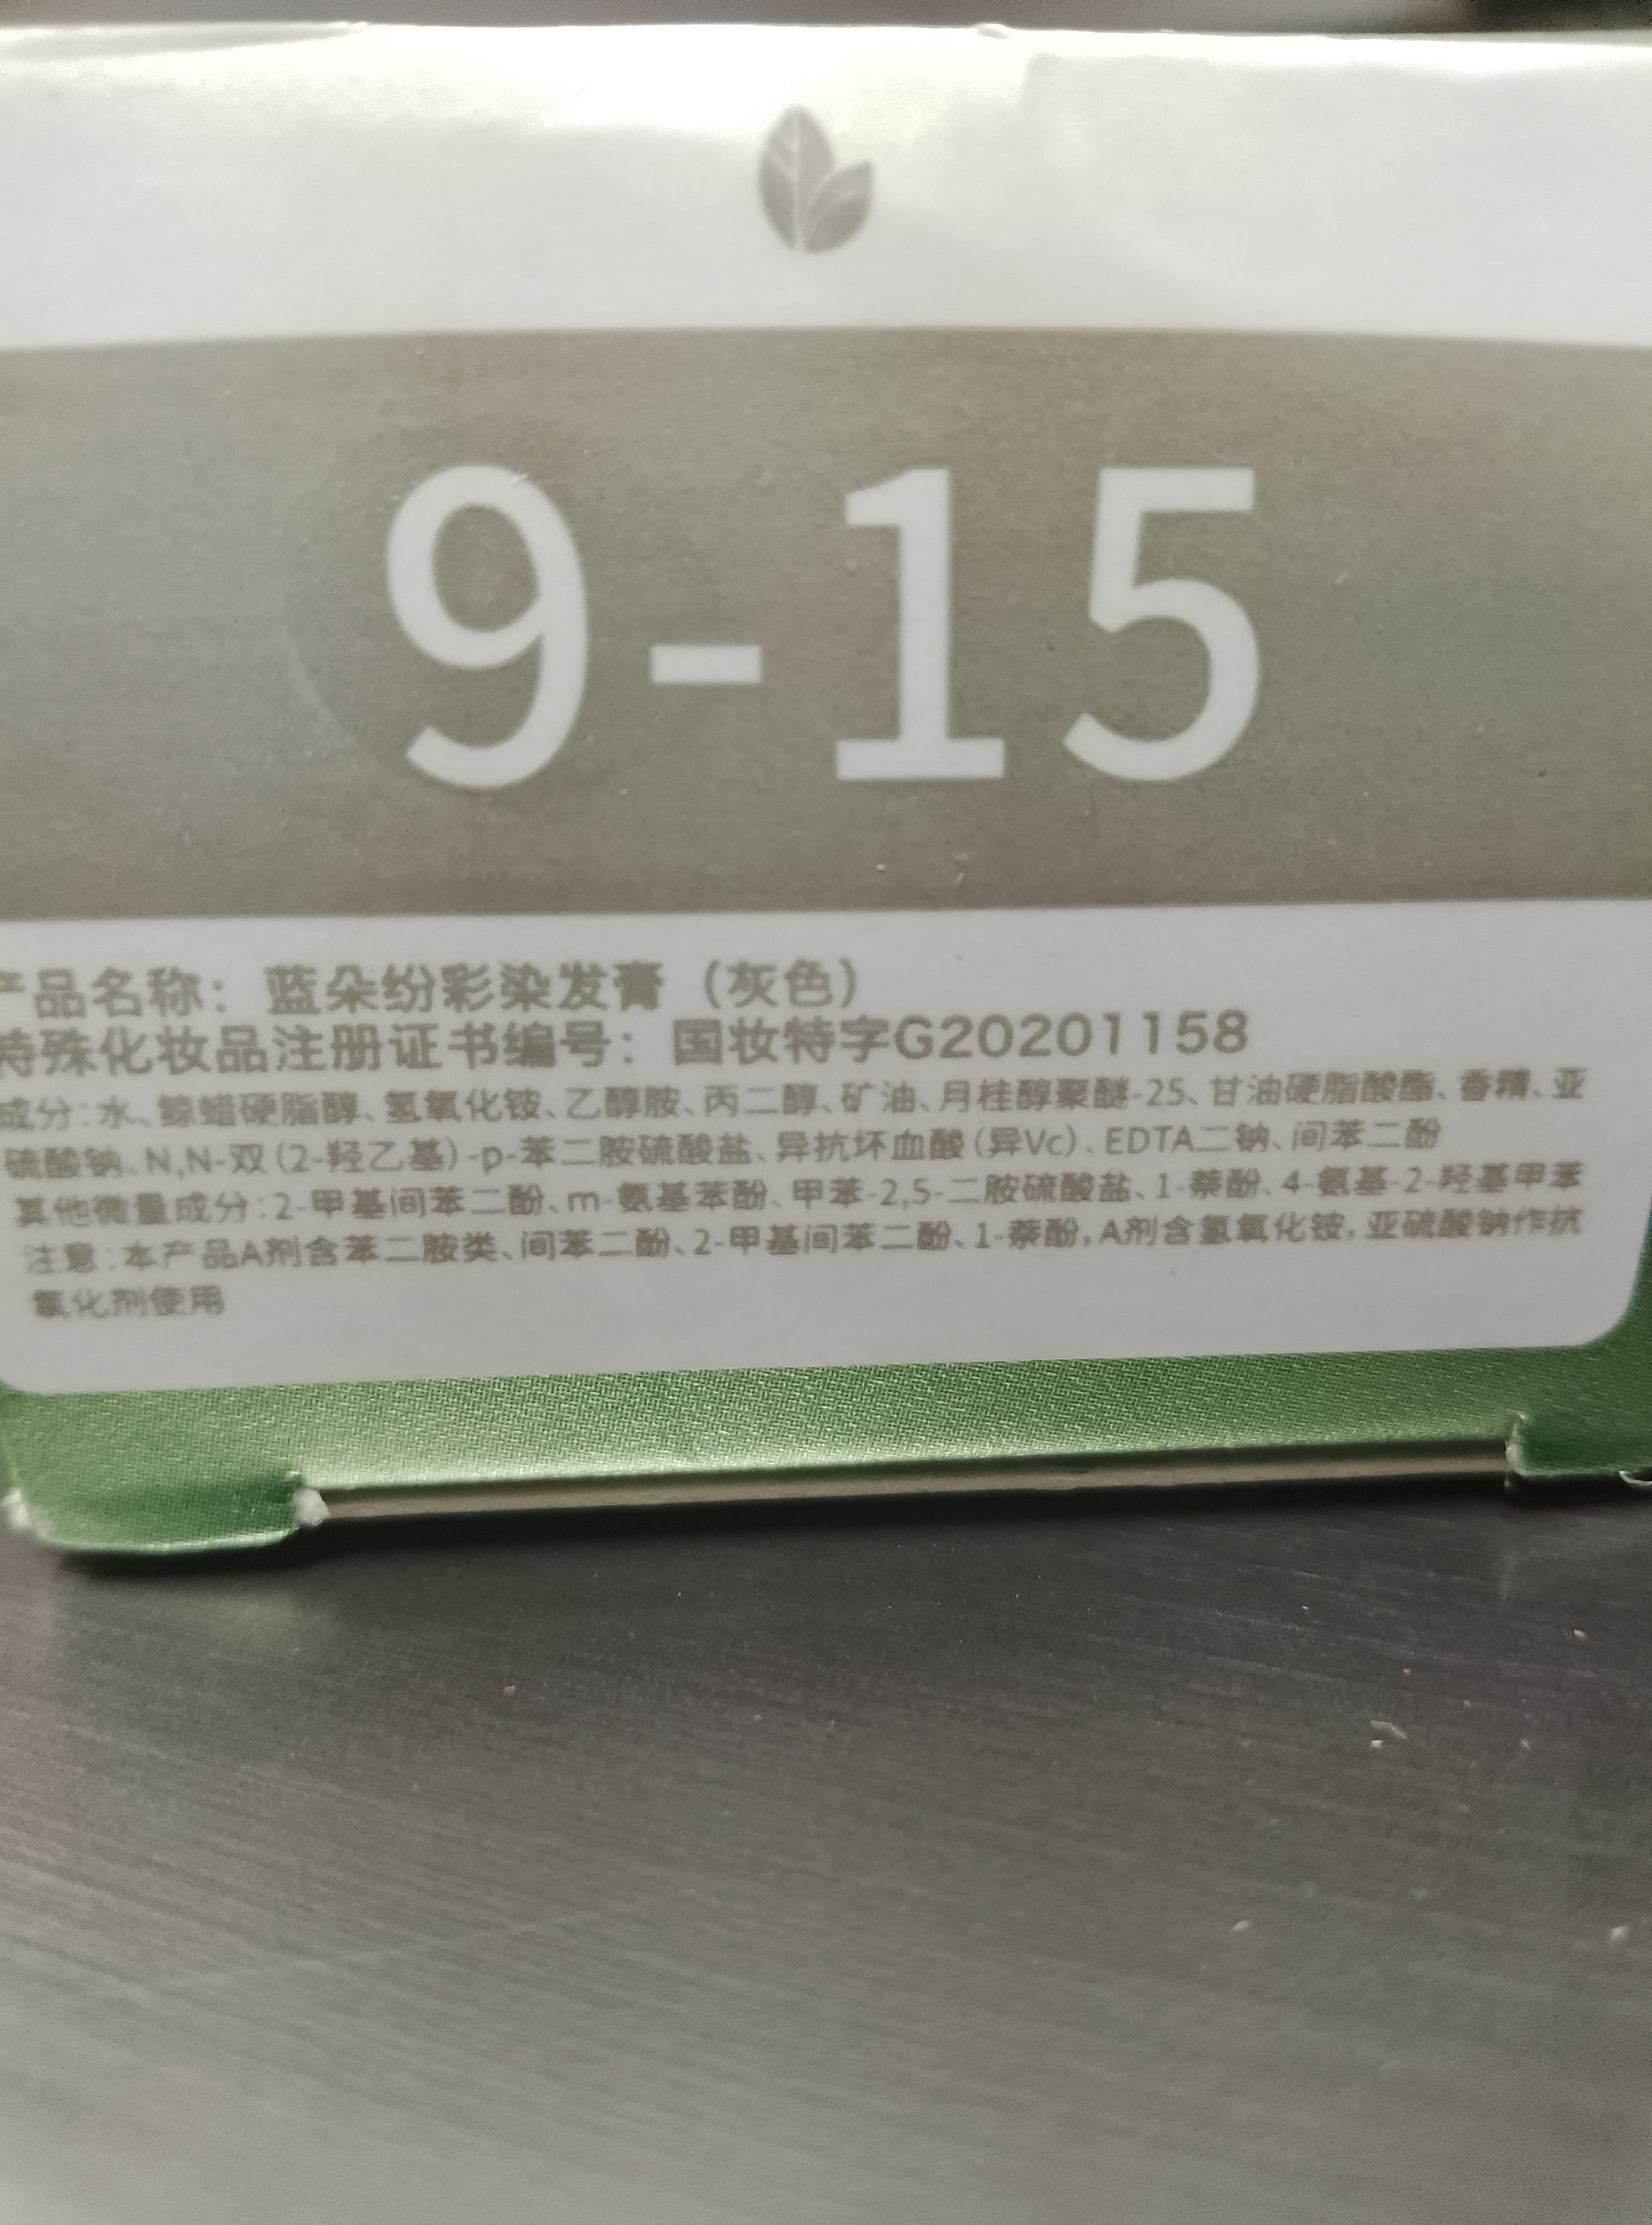 9-15
产品名称：蓝朵纷彩染发膏（灰色）
特殊化妆品注册证书编号：国妆特字G20201158
成分：水、鲸蜡硬脂醇、氢氧化铵、乙醇胺、丙二醇、矿油、月桂醇聚醚-25、甘油硬脂酸酯、香精、亚
硫酸钠、N,N-双(2-羟乙基)-p-苯二胺硫酸盐、异抗坏血酸(异Vc)、EDTA二钠、间苯二酚
其他微量成分：2-甲基间苯二酚、m-氨基苯酚、甲苯-2,5-二胺硫酸盐、1-萘酚、4-氨基-2-羟基甲苯
注意：本产品A剂含苯二胺类、间苯二酚、2-甲基间苯二酚、1-萘酚，A剂含氢氧化铵，亚硫酸钠作抗
氧化剂使用